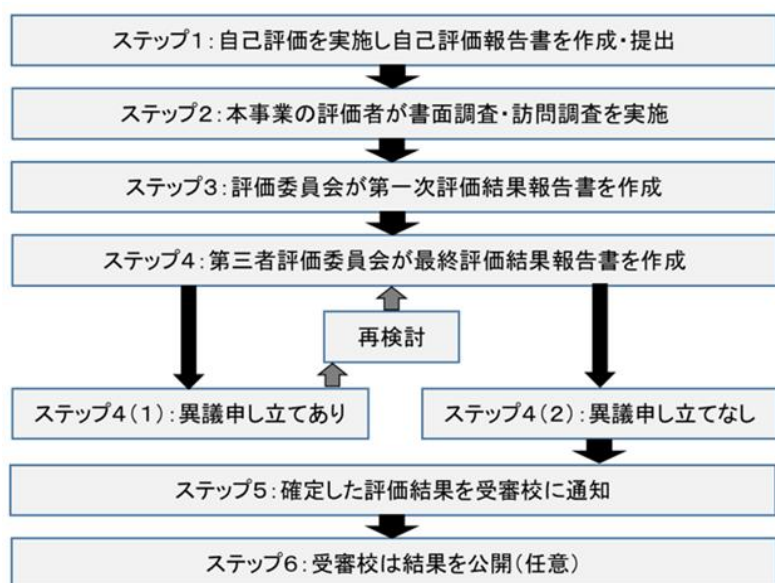 ステップ1：自己評価を実施し自己評価報告書を作成・提出
ステップ2：本事業の評価者が書面調査・訪問調査を実施
ステップ3：評価委員会が第一次評価結果報告書を作成
ステップ4：第三者評価委員会が最終評価結果報告書を作成
再検討
ステップ4（1）：異議申し立てあり
ステップ4（2）：異議申し立てなし
ステップ5：確定した評価結果を受審校に通知
ステップ6：受審校は結果を公開（任意）